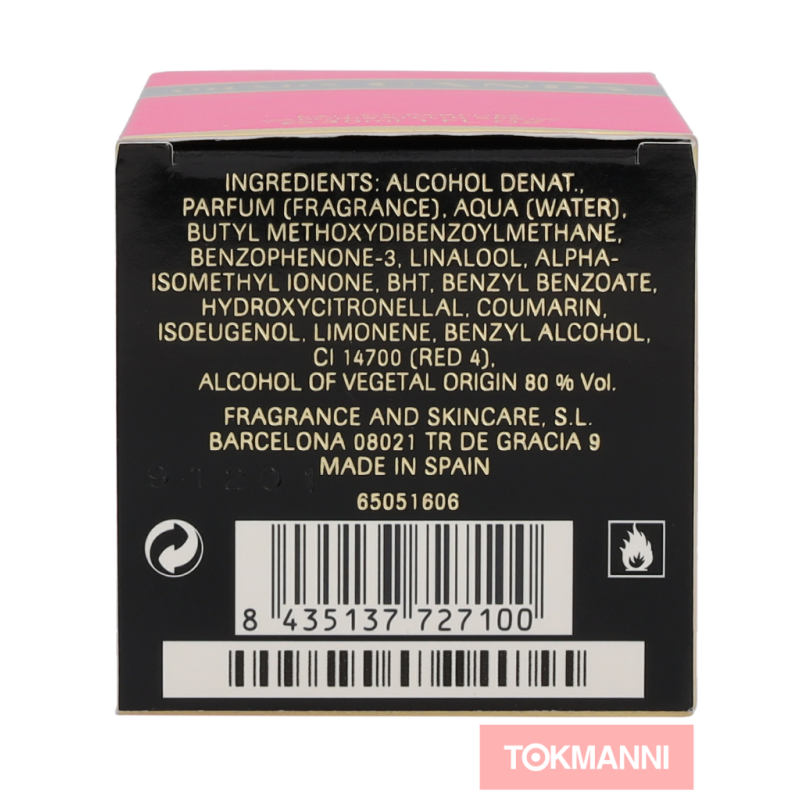 INGREDIENTS: ALCOHOL DENAT.,
PARFUM (FRAGRANCE), AQUA (WATER),
BUTYL METHOXYDIBENZOYLMETHANE,
BENZOPHENONE-3, LINALOOL, ALPHA-
ISOMETHYL IONONE, BHT, BENZYL BENZOATE,
HYDROXYCITRONELLAL, COUMARIN,
ISOEUGENOL, LIMONENE, BENZYL ALCOHOL,
CI 14700 (RED 4),
ALCOHOL OF VEGETAL ORIGIN 80 % Vol.
FRAGRANCE AND SKINCARE, S.L.
BARCELONA 08021 TR DE GRACIA 9
MADE IN SPAIN
65051606
8 435137 727100
TOKMANNI